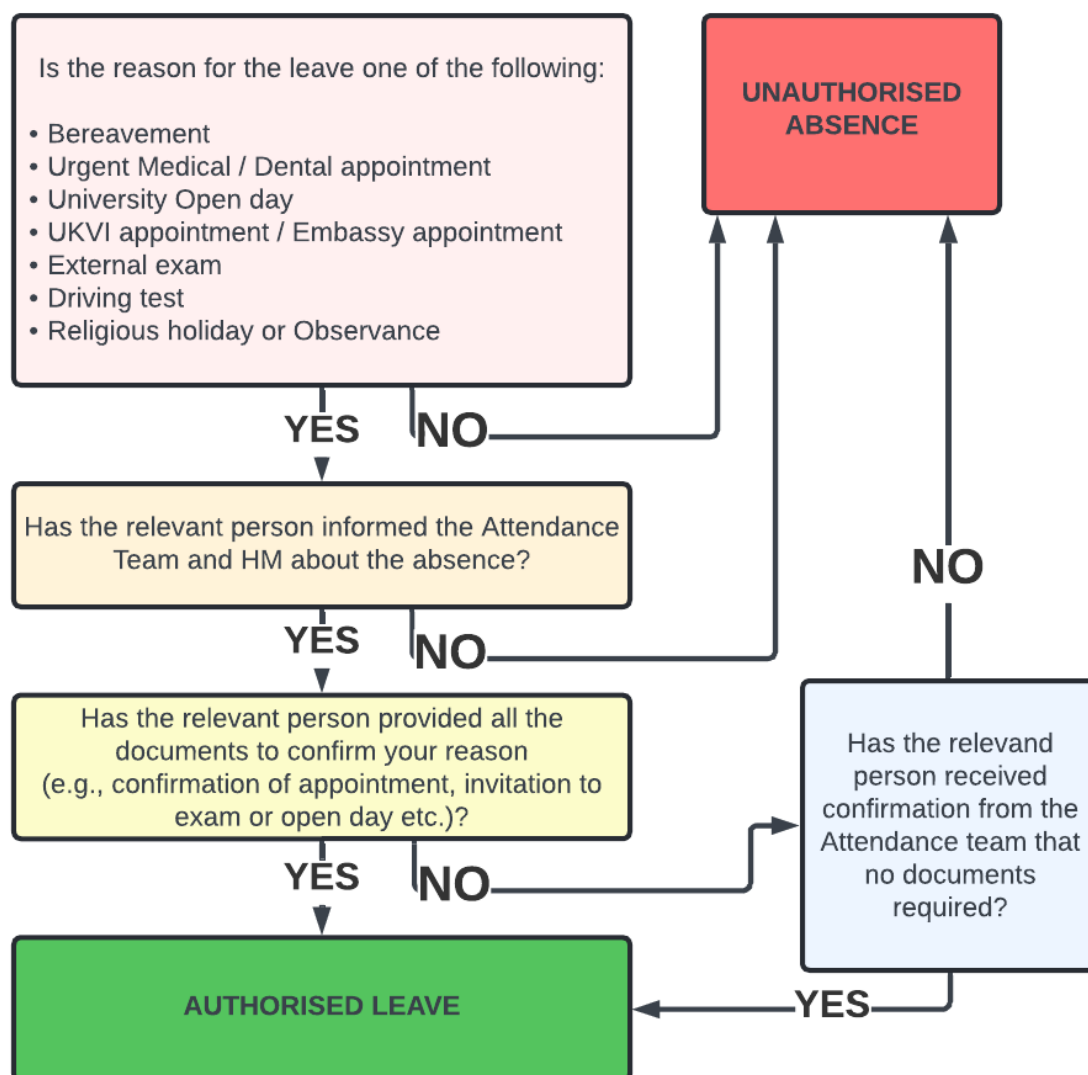 Is the reason for the leave one of the following:
• Bereavement
• Urgent Medical / Dental appointment
• University Open day
• UKVI appointment / Embassy appointment
• External exam
• Driving test
• Religious holiday or Observance
UNAUTHORISED
ABSENCE
YES
NO
Has the relevant person informed the Attendance
Team and HM about the absence?
NO
YES
NO
Has the relevant person provided all the
documents to confirm your reason
(e.g., confirmation of appointment, invitation to
exam or open day etc.)?
Has the relevand
person received
confirmation from the
Attendance team that
no documents
required?
YES
NO
AUTHORISED LEAVE
YES